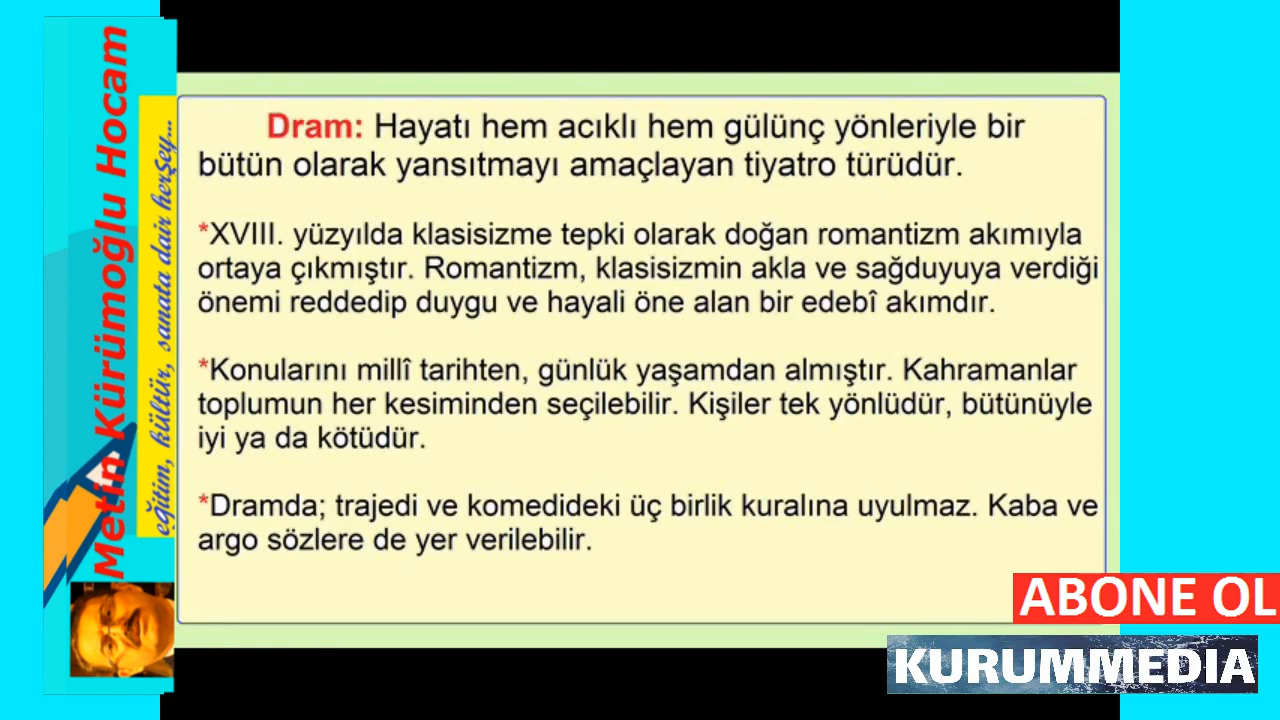 Metin Kürümoğlu Hocam
eğitim, kültür, sanata dair herşey...
Dram: Hayatı hem acıklı hem gülünç yönleriyle bir
bütün olarak yansıtmayı amaçlayan tiyatro türüdür.
*XVIII. yüzyılda klasisizme tepki olarak doğan romantizm akımıyla
ortaya çıkmıştır. Romantizm, klasisizmin akla ve sağduyuya verdiği
önemi reddedip duygu ve hayali öne alan bir edebî akımdır.
*Konularını millî tarihten, günlük yaşamdan almıştır. Kahramanlar
toplumun her kesiminden seçilebilir. Kişiler tek yönlüdür, bütünüyle
iyi ya da kötüdür.
*Dramda; trajedi ve komedideki üç birlik kuralına uyulmaz. Kaba ve
argo sözlere de yer verilebilir.
ABONE OL
KURUMMEDIA